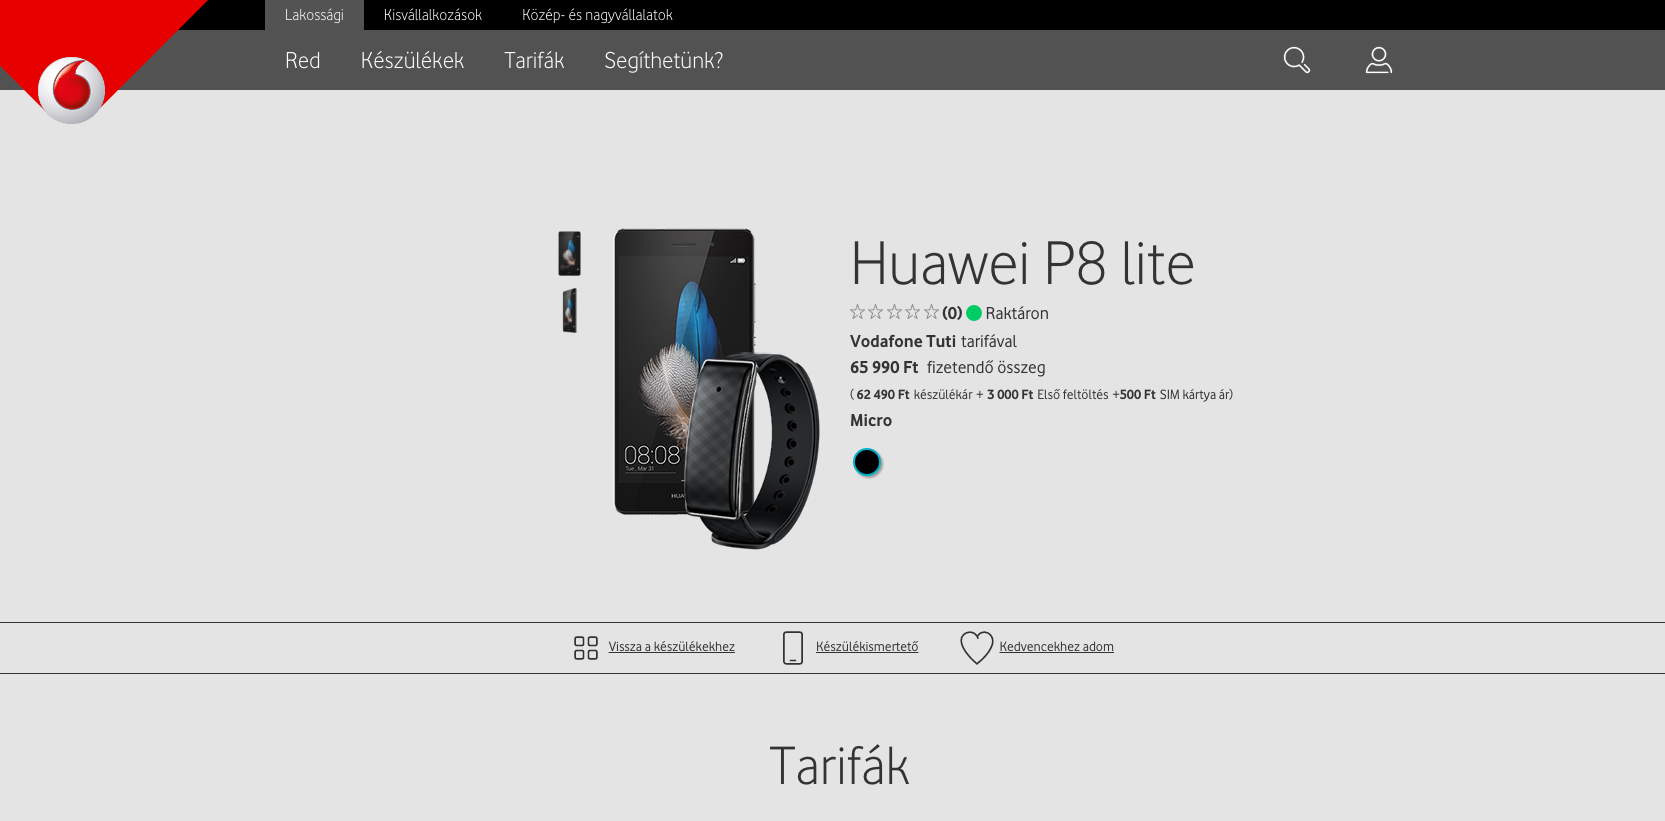 Lakossági Kisvállalkozások Közép- és nagyvállalatok
Red Készülékek Tarifák Segíthetünk?
Huawei P8 lite
(0) Raktáron
Vodafone Tuti tarifával
65 990 Ft fizetendő összeg
( 62 490 Ft készülékár + 3 000 Ft Első feltöltés +500 Ft SIM kártya ár)
Micro
08:08
Tue, Mar 31
Vissza a készülékekhez Készülékismertető Kedvencekhez adom
Tarifák